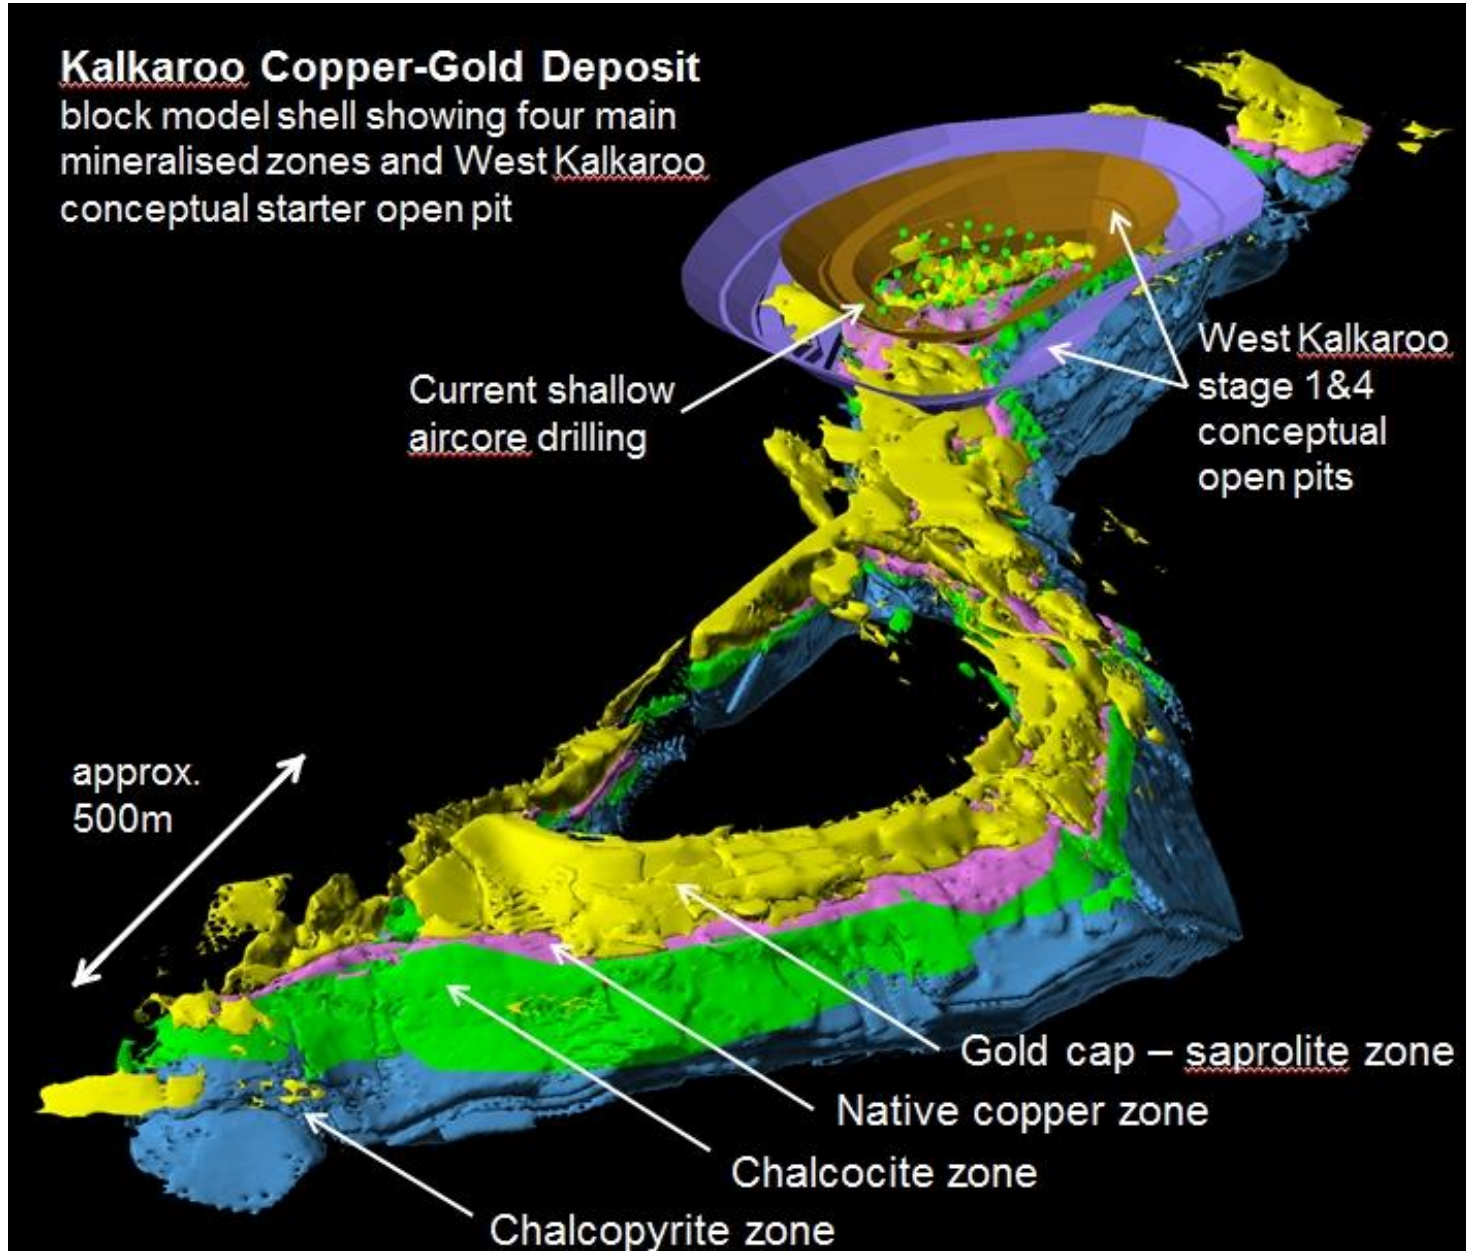 Kalkaroo Copper-Gold Deposit
block model shell showing four main
mineralised zones and West Kalkaroo
conceptual starter open pit
Current shallow
aircore drilling
West Kalkaroo
stage 1&4
conceptual
open pits
approx.
500m
Gold cap – saprolite zone
Native copper zone
Chalcocite zone
Chalcopyrite zone